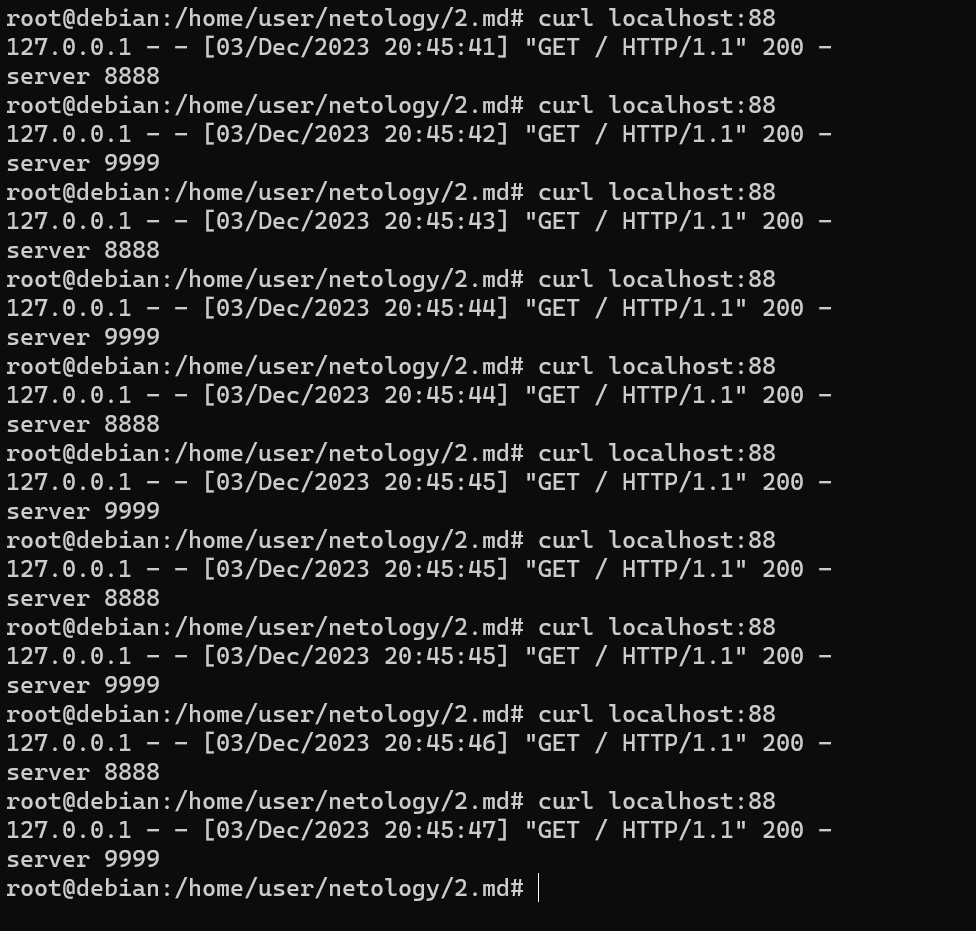 root@debian:/home/user/netology/2.md# curl localhost:88
127.0.0.1 - - [03/Dec/2023 20:45:41] "GET / HTTP/1.1" 200 -
server 8888
root@debian:/home/user/netology/2.md# curl localhost:88
127.0.0.1 - - [03/Dec/2023 20:45:42] "GET / HTTP/1.1" 200 -
server 9999
root@debian:/home/user/netology/2.md# curl localhost:88
127.0.0.1 - - [03/Dec/2023 20:45:43] "GET / HTTP/1.1" 200 -
server 8888
root@debian:/home/user/netology/2.md# curl localhost:88
127.0.0.1 - - [03/Dec/2023 20:45:44] "GET / HTTP/1.1" 200 -
server 9999
root@debian:/home/user/netology/2.md# curl localhost:88
127.0.0.1 - - [03/Dec/2023 20:45:44] "GET / HTTP/1.1" 200 -
server 8888
root@debian:/home/user/netology/2.md# curl localhost:88
127.0.0.1 - - [03/Dec/2023 20:45:45] "GET / HTTP/1.1" 200 -
server 9999
root@debian:/home/user/netology/2.md# curl localhost:88
127.0.0.1 - - [03/Dec/2023 20:45:45] "GET / HTTP/1.1" 200 -
server 8888
root@debian:/home/user/netology/2.md# curl localhost:88
127.0.0.1 - - [03/Dec/2023 20:45:45] "GET / HTTP/1.1" 200 -
server 9999
root@debian:/home/user/netology/2.md# curl localhost:88
127.0.0.1 - - [03/Dec/2023 20:45:46] "GET / HTTP/1.1" 200 -
server 8888
root@debian:/home/user/netology/2.md# curl localhost:88
127.0.0.1 - - [03/Dec/2023 20:45:47] "GET / HTTP/1.1" 200 -
server 9999
root@debian:/home/user/netology/2.md#